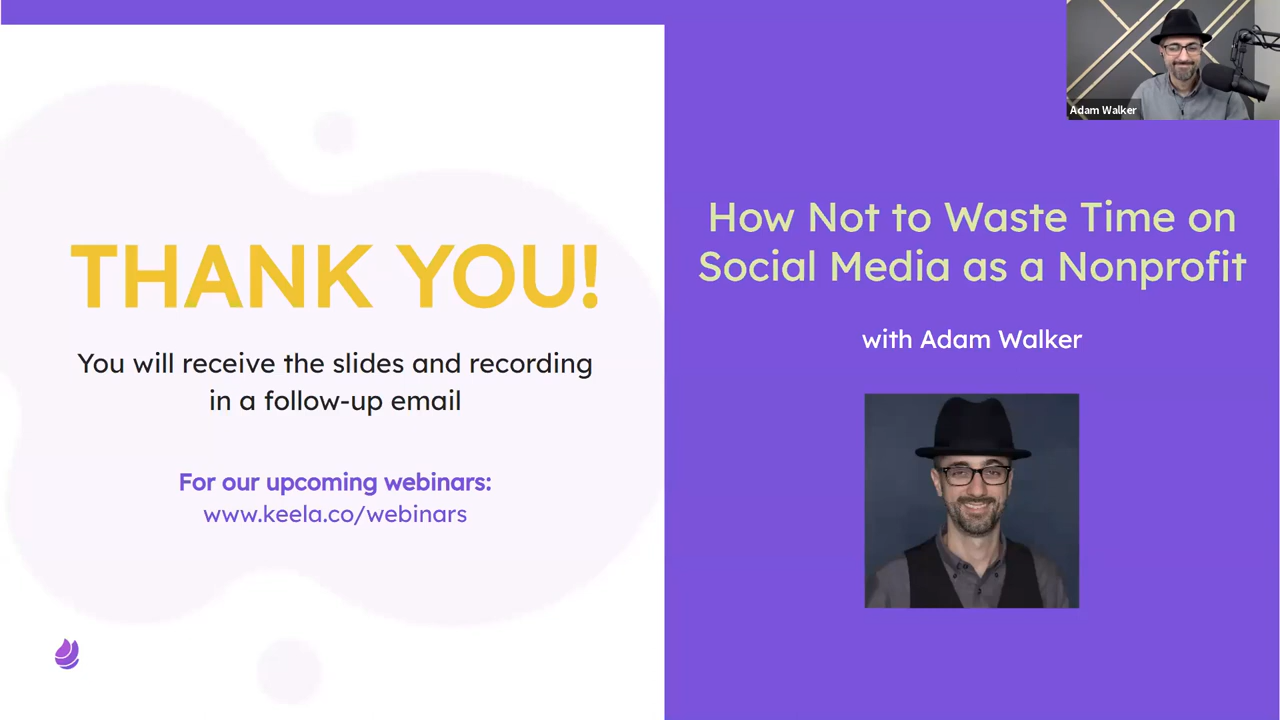 THANK YOU!
You will receive the slides and recording
in a follow-up email
For our upcoming webinars:
www.keela.co/webinars
Adam Walker
How Not to Waste Time on
Social Media as a Nonprofit
with Adam Walker